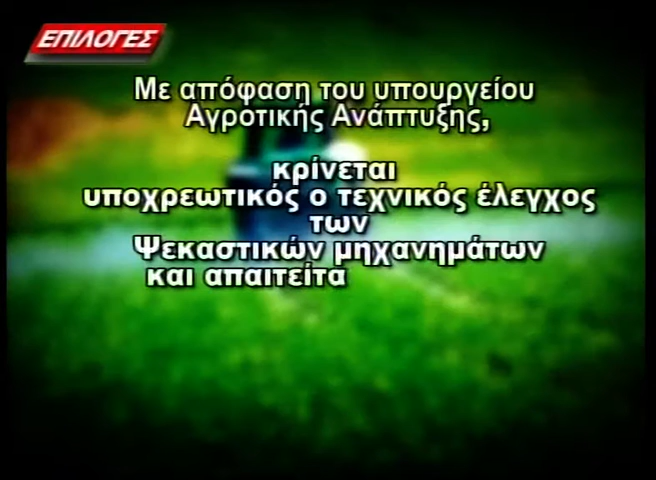 ΕΠΙΛΟΓΕΣ
Με απόφαση του υπουργείου
Αγροτικής Ανάπτυξης,
κρίνεται
υποχρεωτικός ο τεχνικός έλεγχος
των
Ψεκαστικών μηχανημάτων
και απαιτείτα